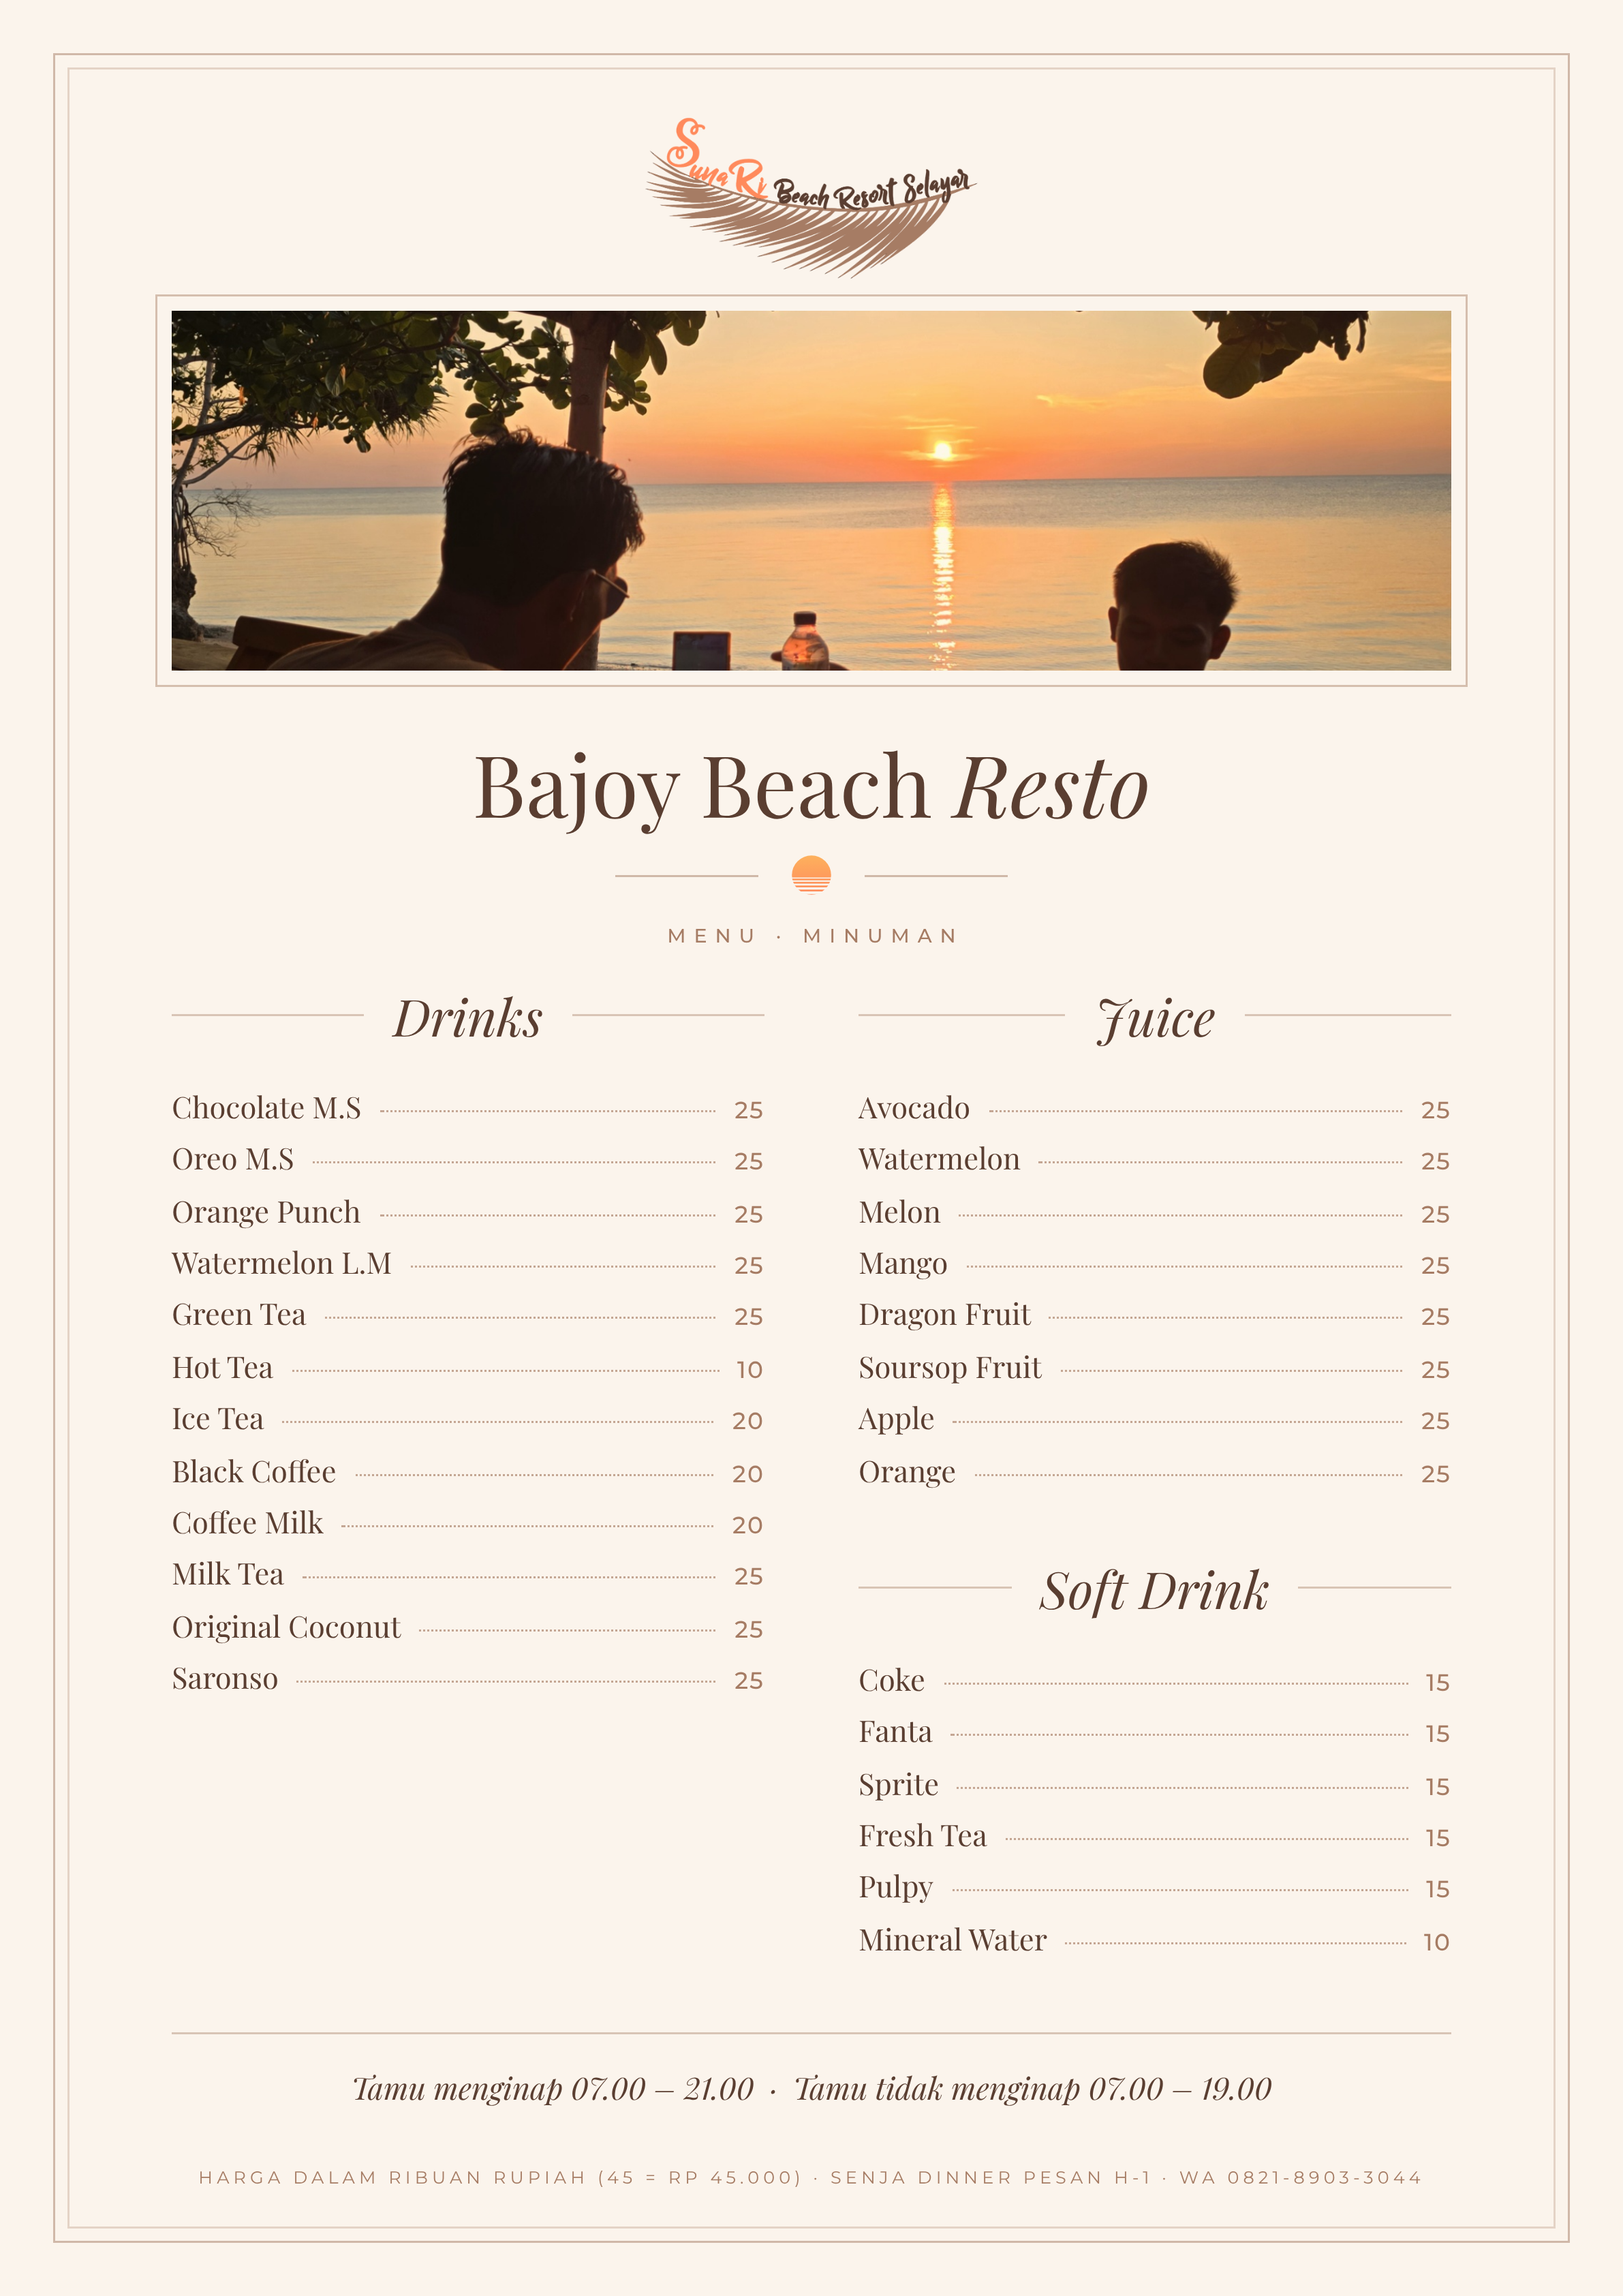 SunaRi Beach Resort Selayar
Bajoy Beach Resto
MENU · MINUMAN
Drinks
Chocolate M.S 25
Oreo M.S 25
Orange Punch 25
Watermelon L.M 25
Green Tea 25
Hot Tea 10
Ice Tea 20
Black Coffee 20
Coffee Milk 20
Milk Tea 25
Original Coconut 25
Saronso 25
Juice
Avocado 25
Watermelon 25
Melon 25
Mango 25
Dragon Fruit 25
Soursop Fruit 25
Apple 25
Orange 25
Soft Drink
Coke 15
Fanta 15
Sprite 15
Fresh Tea 15
Pulpy 15
Mineral Water 10
Tamu menginap 07.00 – 21.00 · Tamu tidak menginap 07.00 – 19.00
HARGA DALAM RIBUAN RUPIAH (45 = RP 45.000) · SENJA DINNER PESAN H-1 · WA 0821-8903-3044